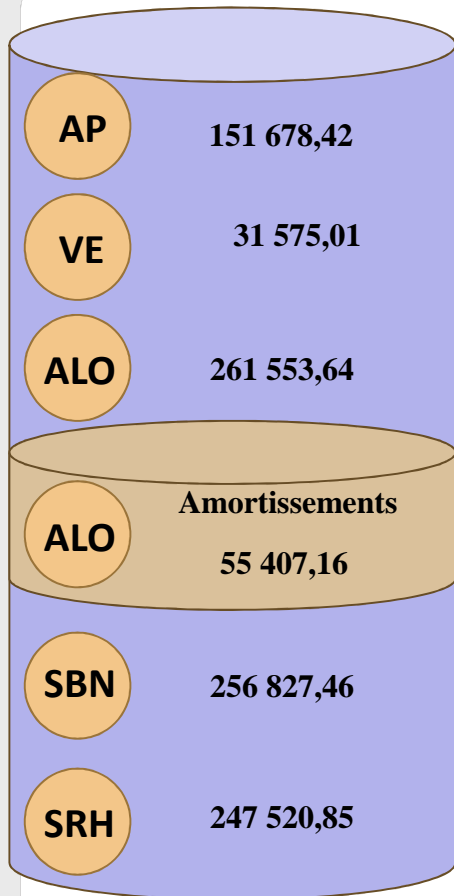 AP 151 678,42
VE 31 575,01
ALO 261 553,64
Amortissements
ALO 55 407,16
SBN 256 827,46
SRH 247 520,85